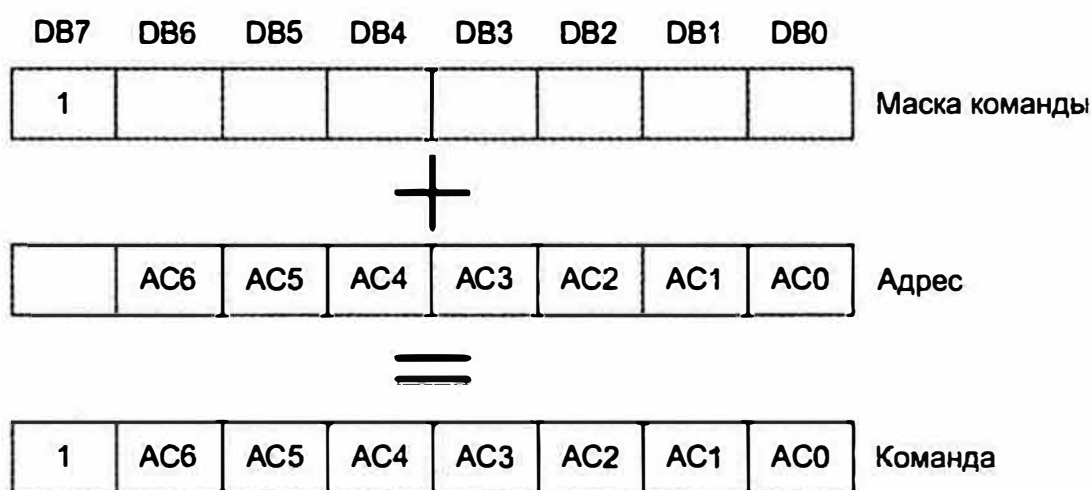 DB7 DB6 DB5 DB4 DB3 DB2 DB1 DB0
1 Маска команды
+
AC6 AC5 AC4 AC3 AC2 AC1 AC0 Адрес
=
1 AC6 AC5 AC4 AC3 AC2 AC1 AC0 Команда